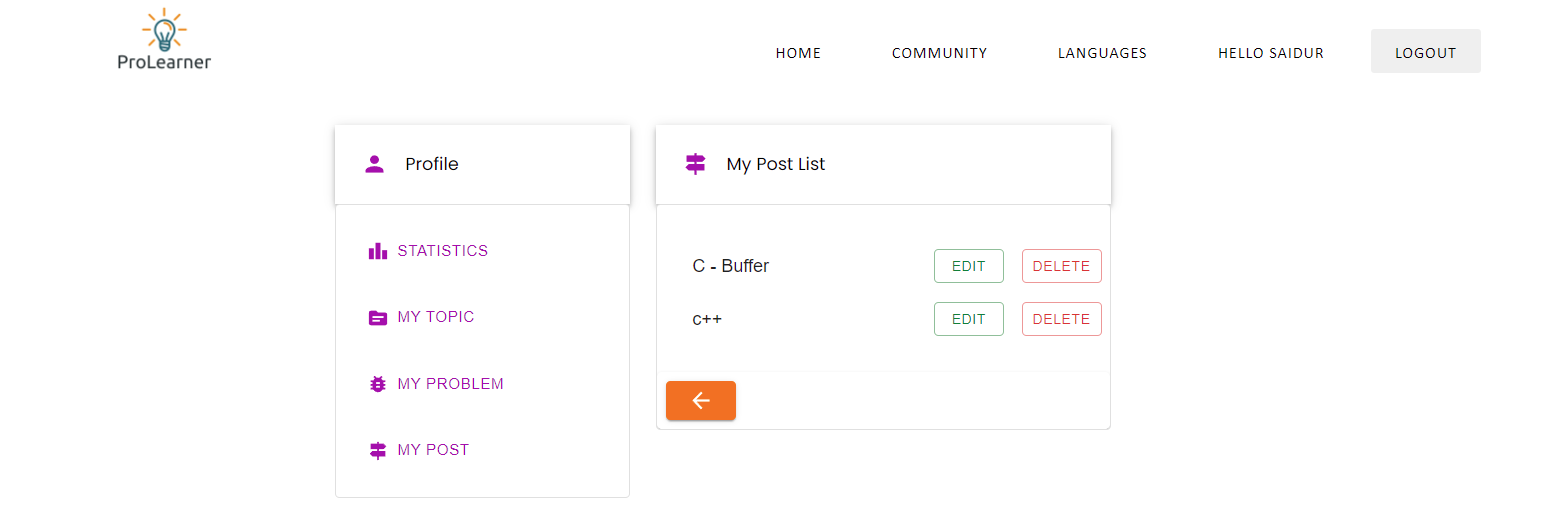 ProLearner
HOME COMMUNITY LANGUAGES HELLO SAIDUR LOGOUT
Profile
STATISTICS
MY TOPIC
MY PROBLEM
MY POST
My Post List
C - Buffer EDIT DELETE
c++ EDIT DELETE